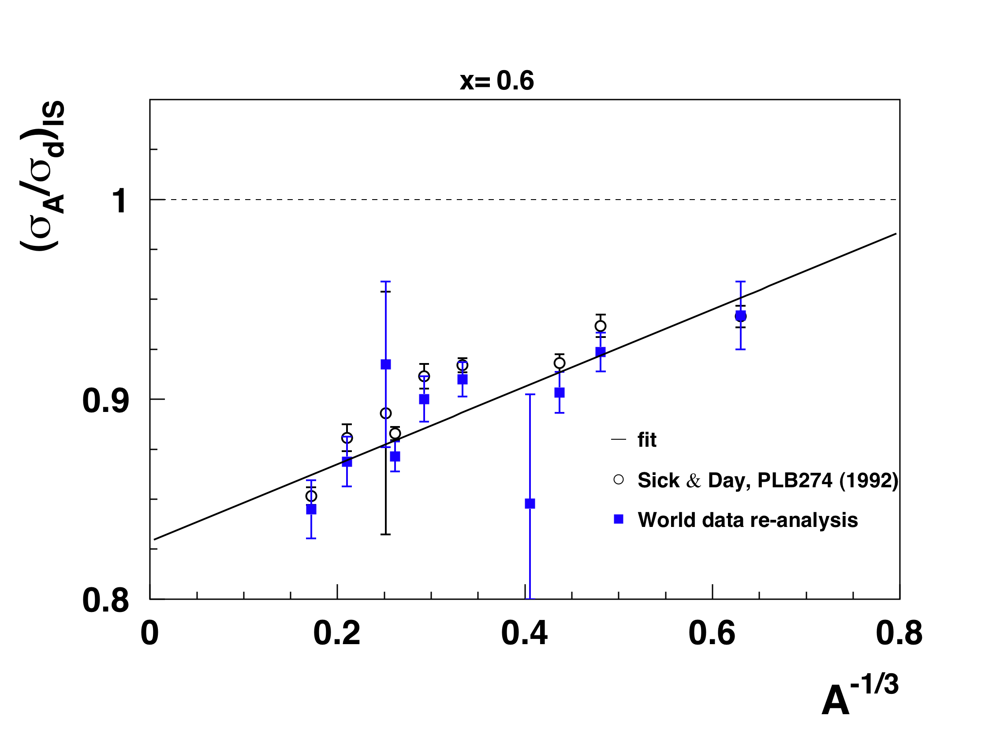 x= 0.6
(σA/σd)IS
1
0.9
0.8
fit
Sick & Day, PLB274 (1992)
World data re-analysis
0 0.2 0.4 0.6 0.8
A-1/3